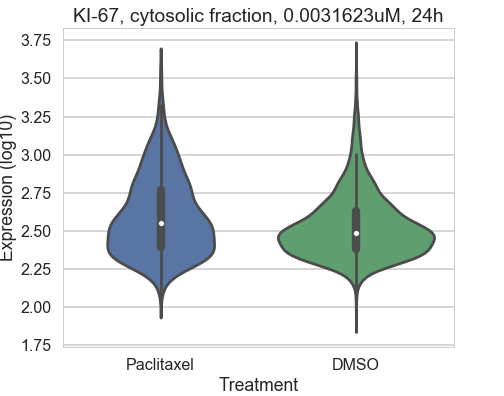 KI-67, cytosolic fraction, 0.0031623uM, 24h
3.75
3.50
3.25
3.00
2.75
2.50
2.25
2.00
1.75
Expression (log10)
Paclitaxel DMSO
Treatment